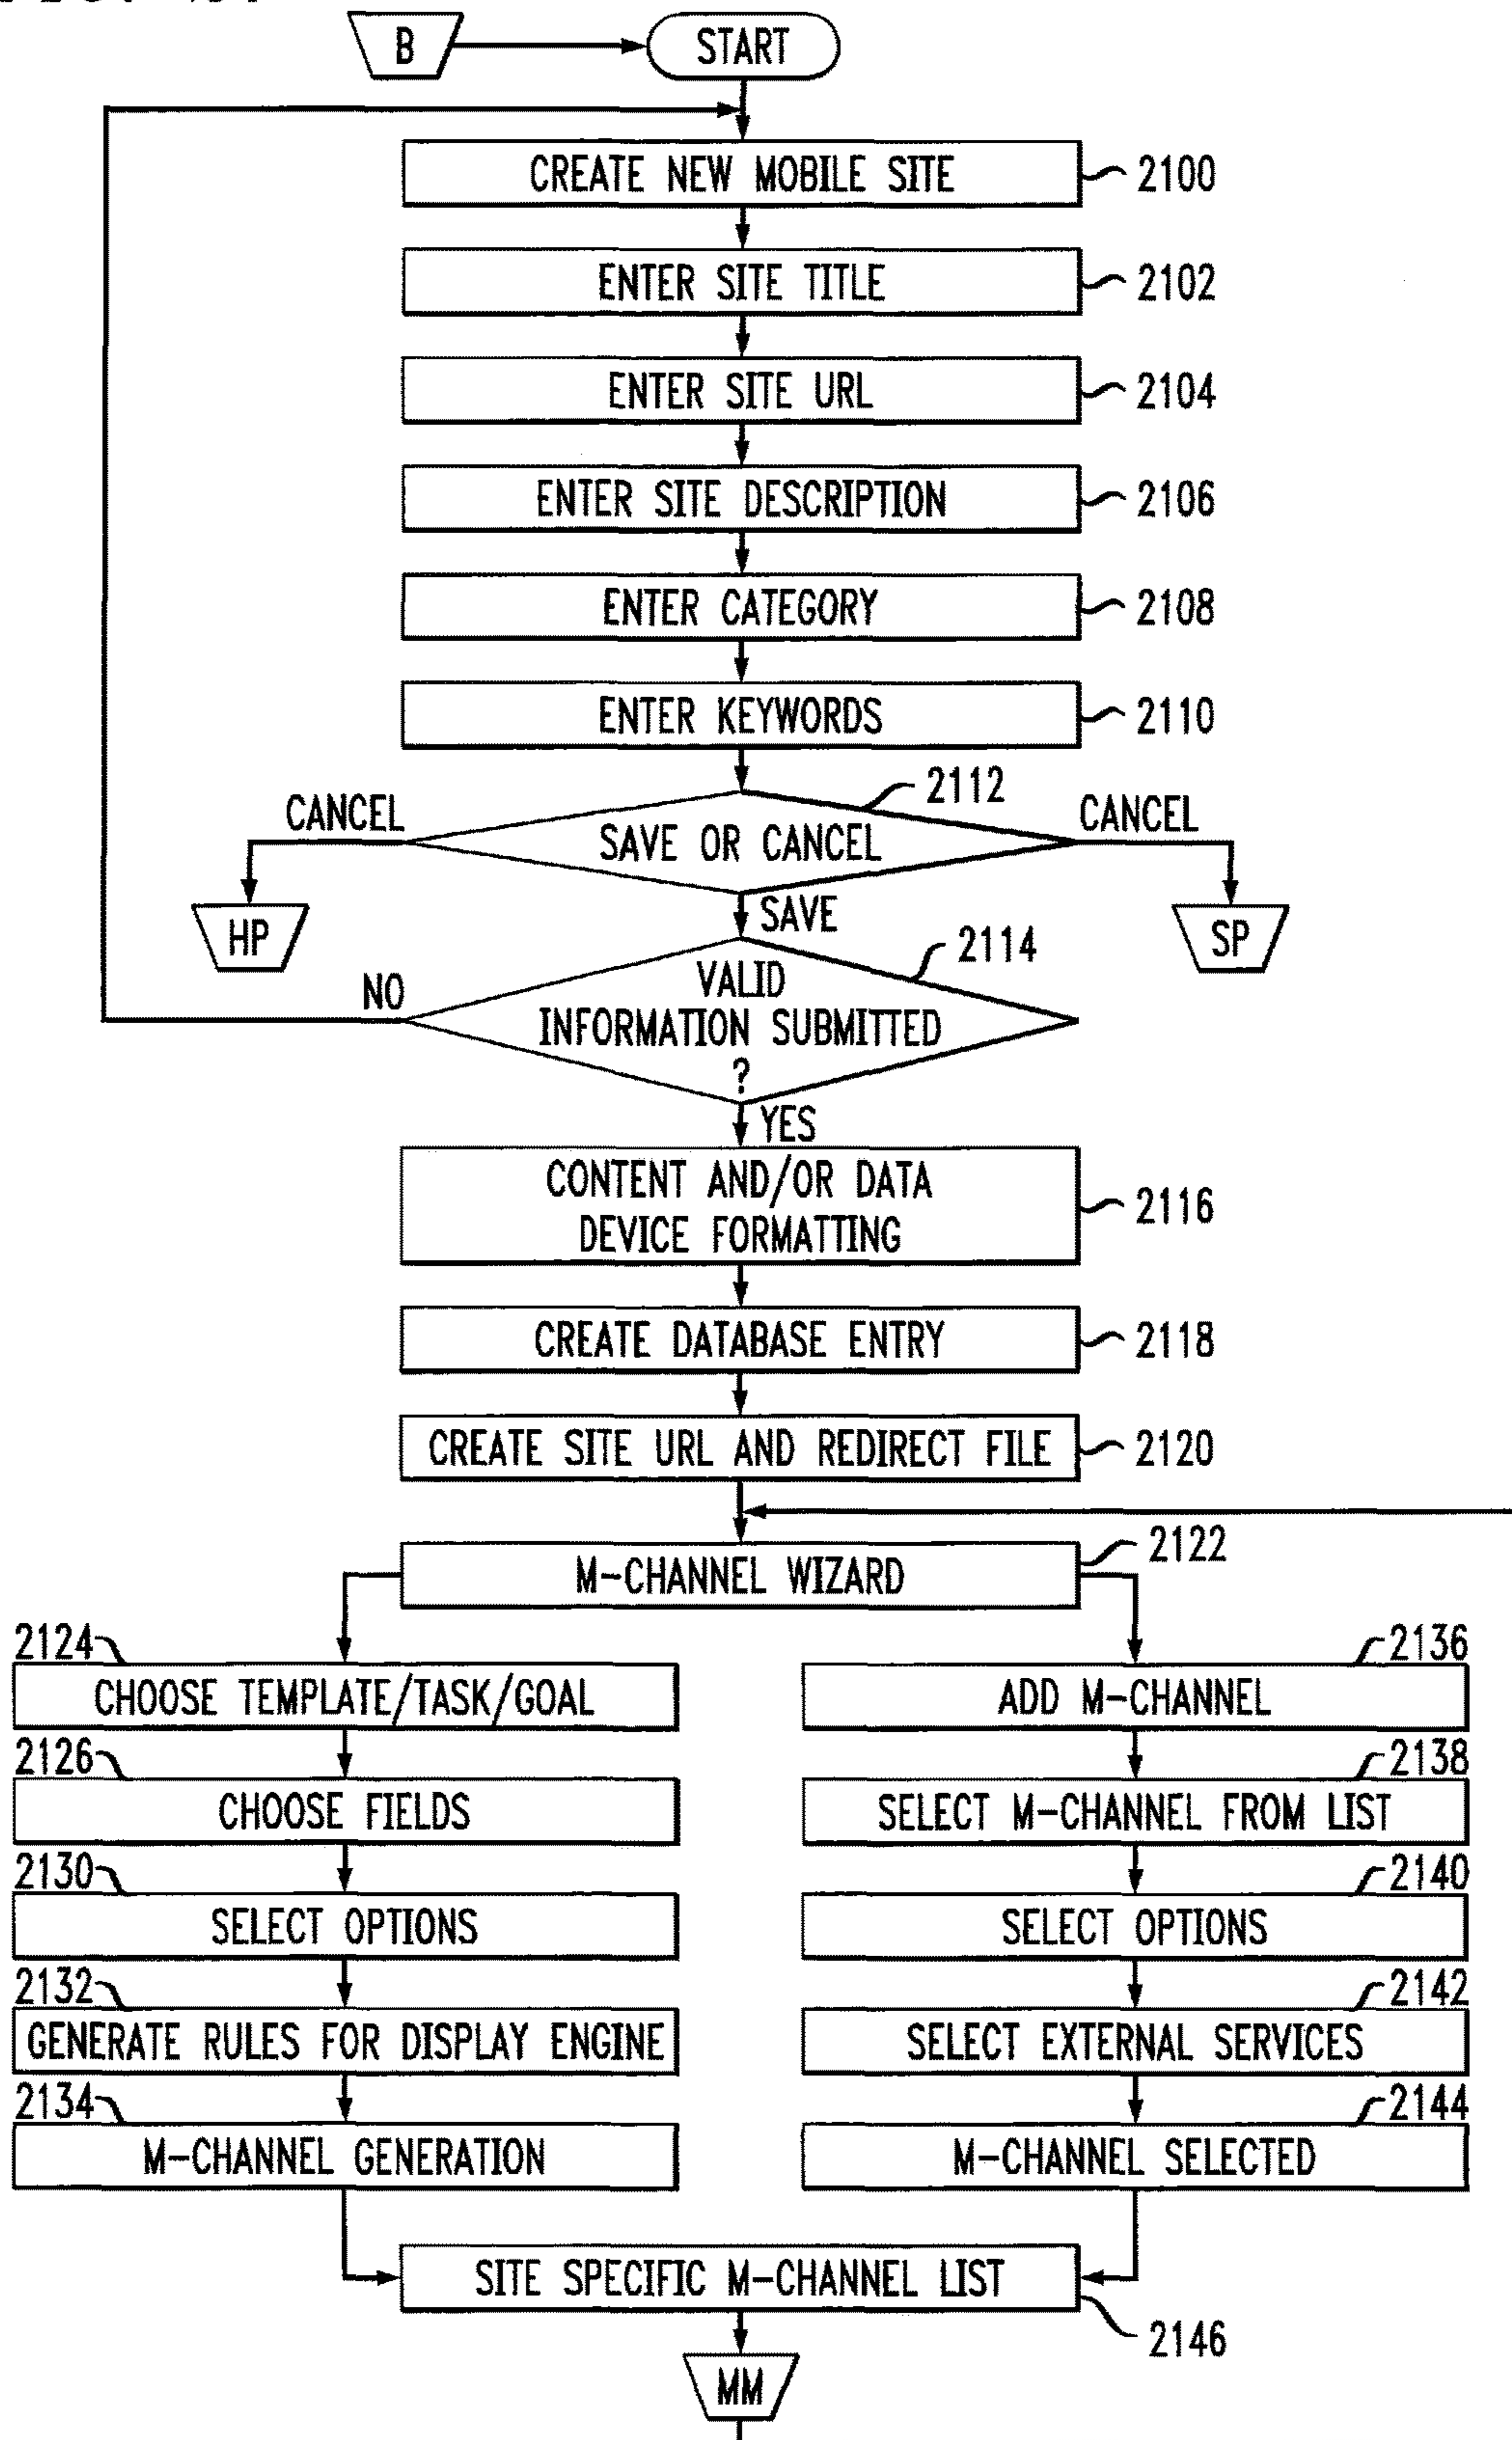 B
START
CREATE NEW MOBILE SITE
2100
ENTER SITE TITLE
2102
ENTER SITE URL
2104
ENTER SITE DESCRIPTION
2106
ENTER CATEGORY
2108
ENTER KEYWORDS
2110
2112
CANCEL
SAVE OR CANCEL
CANCEL
HP
SAVE
SP
2114
NO
VALID
INFORMATION SUBMITTED
?
YES
CONTENT AND/OR DATA
DEVICE FORMATTING
2116
CREATE DATABASE ENTRY
2118
CREATE SITE URL AND REDIRECT FILE
2120
2122
M-CHANNEL WIZARD
2124
CHOOSE TEMPLATE/TASK/GOAL
2126
CHOOSE FIELDS
2130
SELECT OPTIONS
2132
GENERATE RULES FOR DISPLAY ENGINE
2134
M-CHANNEL GENERATION
2136
ADD M-CHANNEL
2138
SELECT M-CHANNEL FROM LIST
2140
SELECT OPTIONS
2142
SELECT EXTERNAL SERVICES
2144
M-CHANNEL SELECTED
SITE SPECIFIC M-CHANNEL LIST
2146
MM